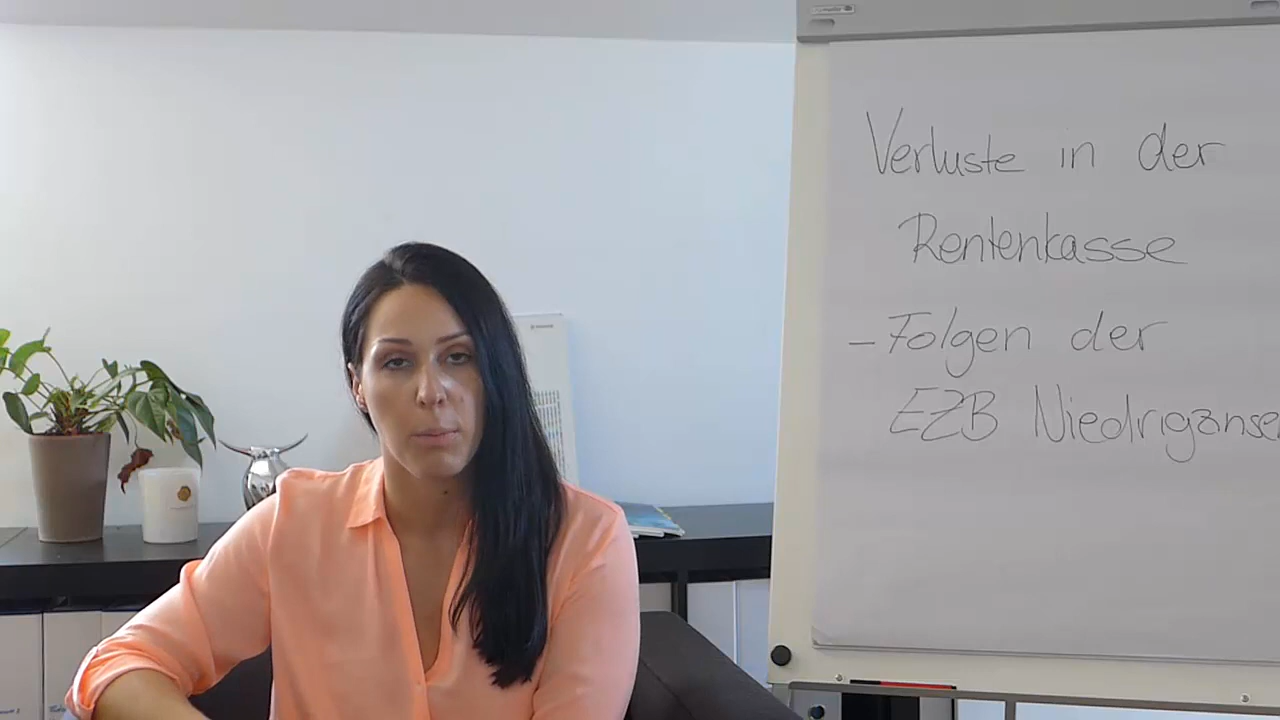 Verluste in der
Rentenkasse
- Folgen der
EZB Niedrigzinse